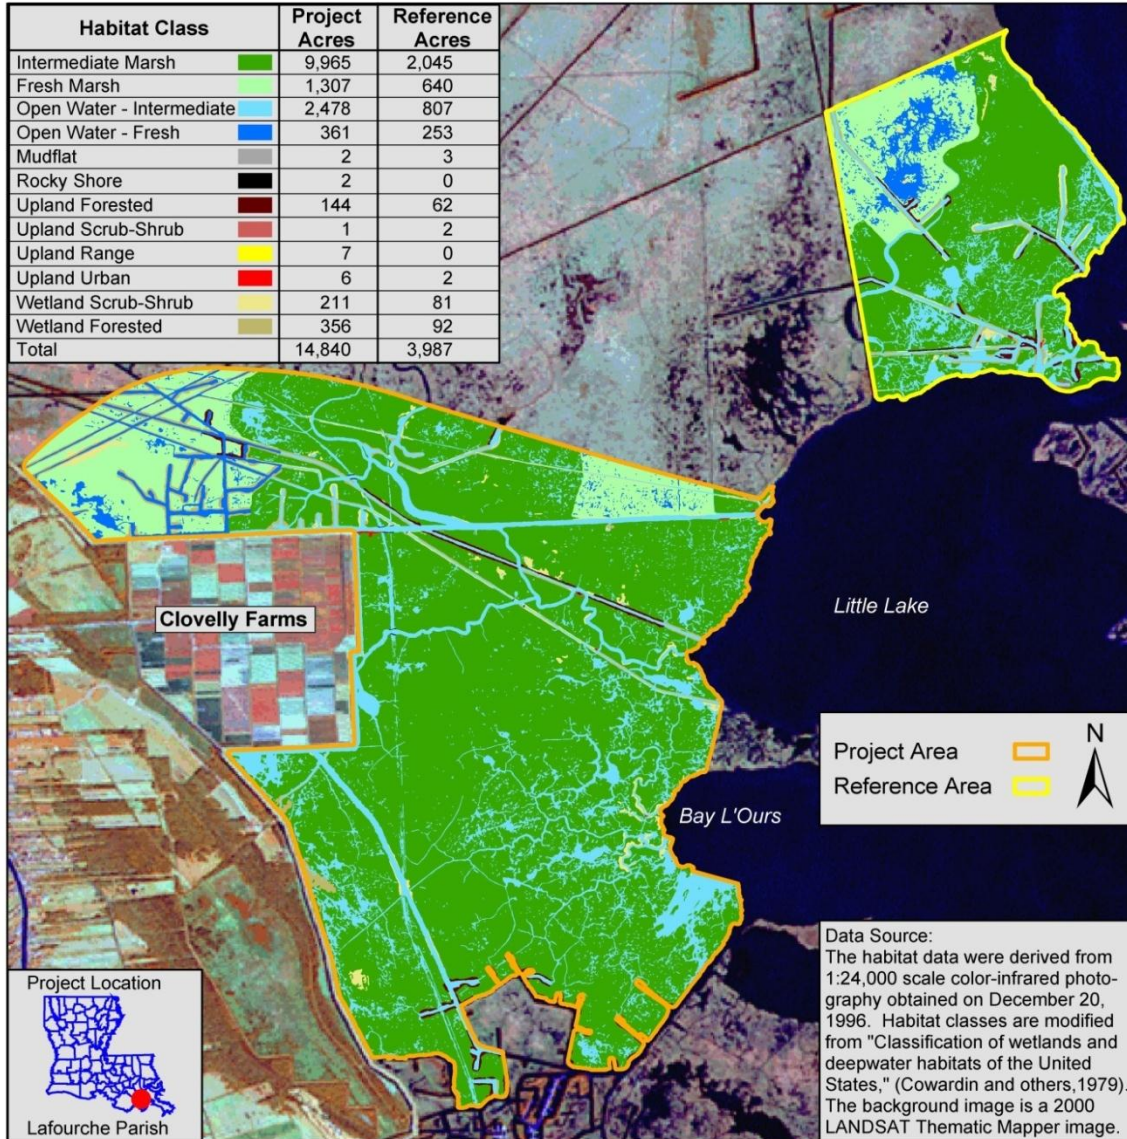 Habitat Class Project Acres Reference Acres
Intermediate Marsh 9,965 2,045
Fresh Marsh 1,307 640
Open Water - Intermediate 2,478 807
Open Water - Fresh 361 253
Mudflat 2 3
Rocky Shore 2 0
Upland Forested 144 62
Upland Scrub-Shrub 1 2
Upland Range 7 0
Upland Urban 6 2
Wetland Scrub-Shrub 211 81
Wetland Forested 356 92
Total 14,840 3,987
Clovelly Farms
Little Lake
Bay L'Ours
Project Area
Reference Area
N
Project Location
Lafourche Parish
Data Source:
The habitat data were derived from
1:24,000 scale color-infrared photo-
graphy obtained on December 20,
1996. Habitat classes are modified
from "Classification of wetlands and
deepwater habitats of the United
States," (Cowardin and others,1979).
The background image is a 2000
LANDSAT Thematic Mapper image.